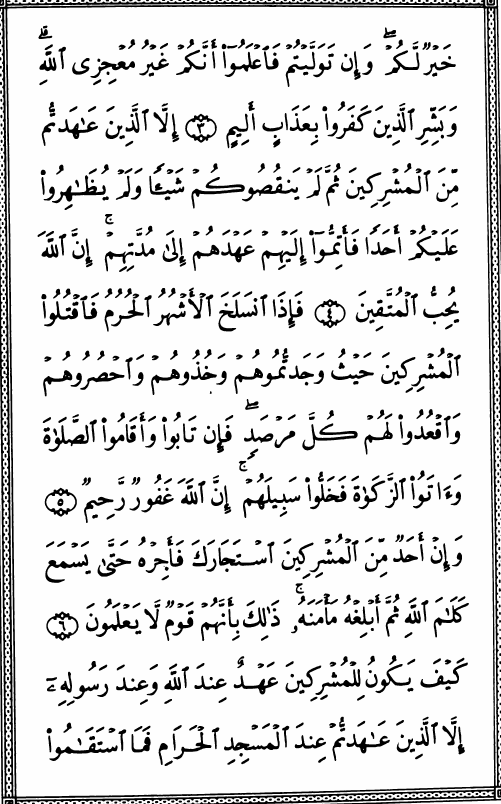 خَيْرٌ لَّكُمْ ۖ وَإِن تَوَلَّيْتُمْ فَٱعْلَمُوٓا۟ أَنَّكُمْ غَيْرُ مُعْجِزِى ٱللَّهِ ۗ
وَبَشِّرِ ٱلَّذِينَ كَفَرُوا۟ بِعَذَابٍ أَلِيمٍ ۝٣ إِلَّا ٱلَّذِينَ عَـٰهَدتُّم
مِّنَ ٱلْمُشْرِكِينَ ثُمَّ لَمْ يَنقُصُوكُمْ شَيْـًٔا وَلَمْ يُظَـٰهِرُوا۟
عَلَيْكُمْ أَحَدًا فَأَتِمُّوٓا۟ إِلَيْهِمْ عَهْدَهُمْ إِلَىٰ مُدَّتِهِمْ ۚ إِنَّ ٱللَّهَ
يُحِبُّ ٱلْمُتَّقِينَ ۝٤ فَإِذَا ٱنسَلَخَ ٱلْأَشْهُرُ ٱلْحُرُمُ فَٱقْتُلُوا۟
ٱلْمُشْرِكِينَ حَيْثُ وَجَدتُّمُوهُمْ وَخُذُوهُمْ وَٱحْصُرُوهُمْ
وَٱقْعُدُوا۟ لَهُمْ كُلَّ مَرْصَدٍ ۚ فَإِن تَابُوا۟ وَأَقَامُوا۟ ٱلصَّلَوٰةَ
وَءَاتَوُا۟ ٱلزَّكَوٰةَ فَخَلُّوا۟ سَبِيلَهُمْ ۚ إِنَّ ٱللَّهَ غَفُورٌ رَّحِيمٌ ۝٥
وَإِنْ أَحَدٌ مِّنَ ٱلْمُشْرِكِينَ ٱسْتَجَارَكَ فَأَجِرْهُ حَتَّىٰ يَسْمَعَ
كَلَـٰمَ ٱللَّهِ ثُمَّ أَبْلِغْهُ مَأْمَنَهُۥ ۚ ذَٰلِكَ بِأَنَّهُمْ قَوْمٌ لَّا يَعْلَمُونَ ۝٦
كَيْفَ يَكُونُ لِلْمُشْرِكِينَ عَهْدٌ عِندَ ٱللَّهِ وَعِندَ رَسُولِهِۦٓ
إِلَّا ٱلَّذِينَ عَـٰهَدتُّمْ عِندَ ٱلْمَسْجِدِ ٱلْحَرَامِ ۖ فَمَا ٱسْتَقَـٰمُوا۟